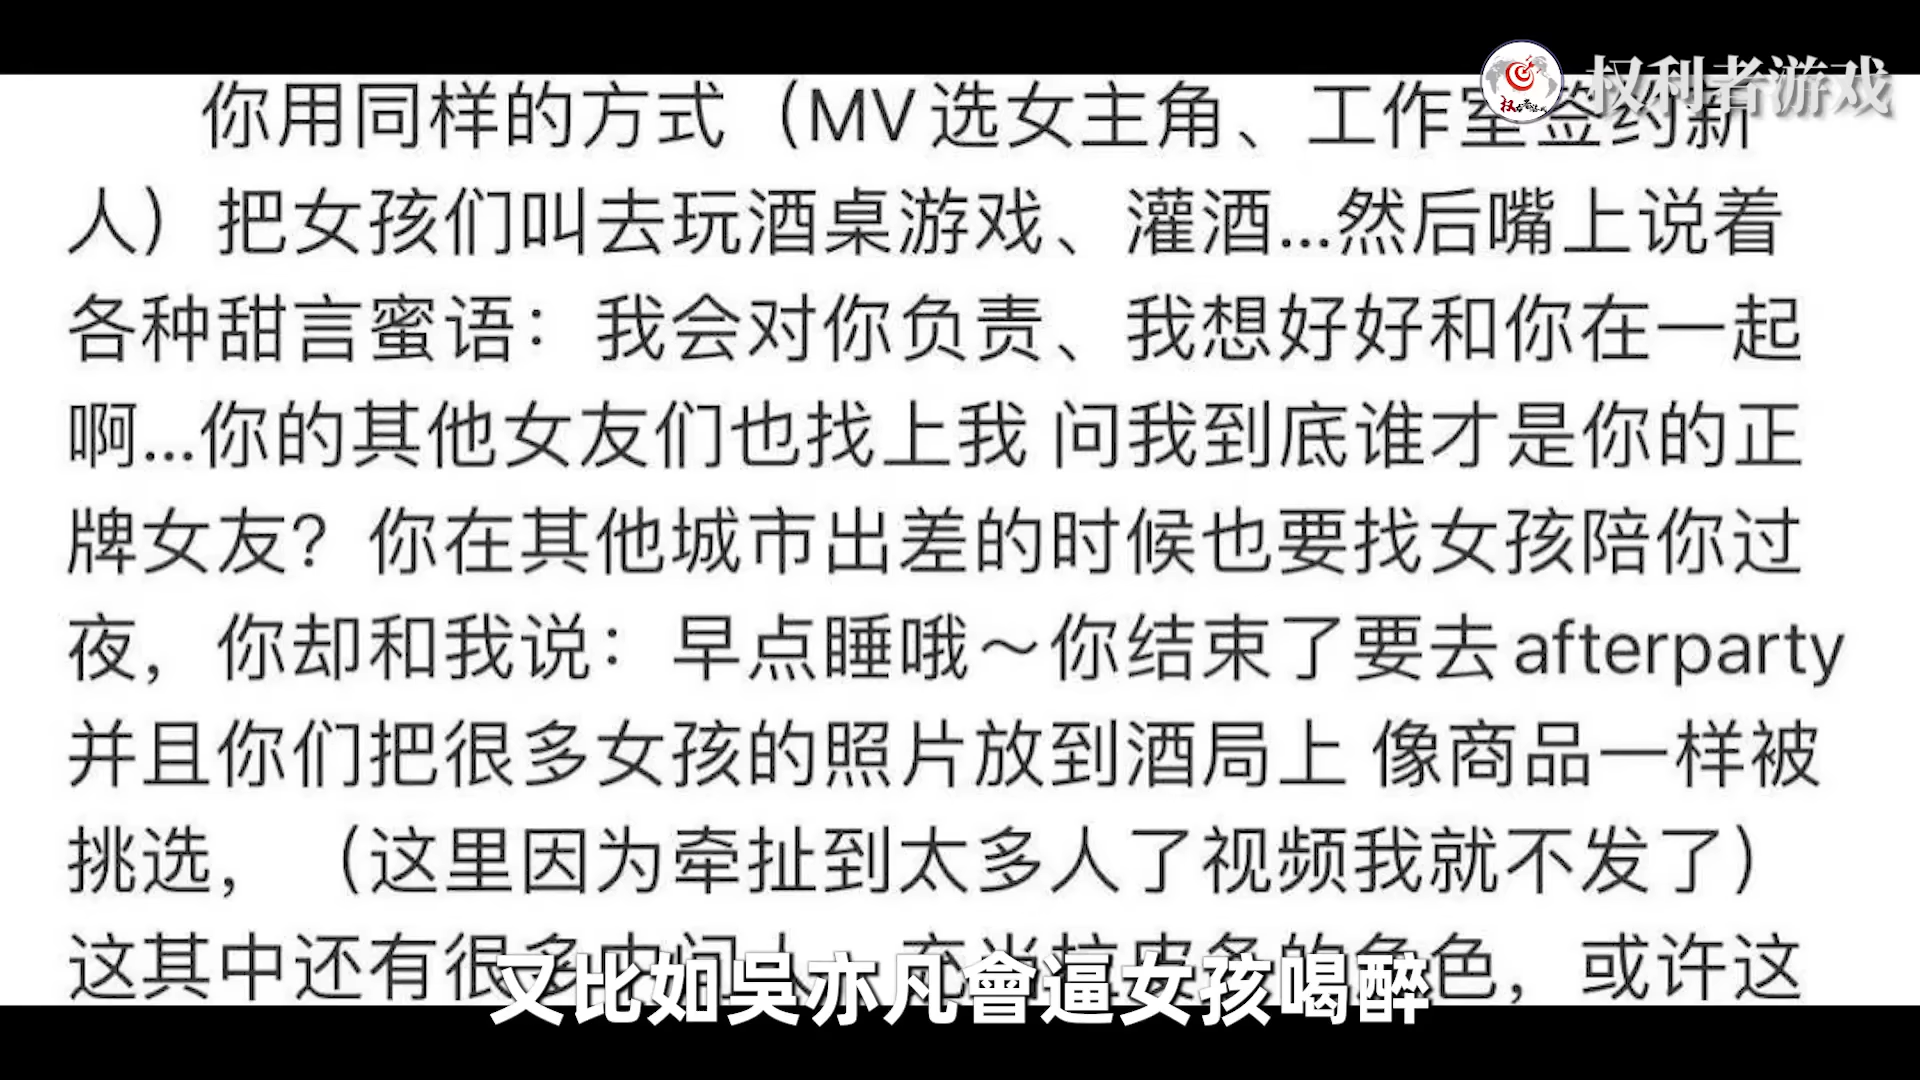 权利者游戏
你用同样的方式（MV选女主角、工作室签约新
人）把女孩们叫去玩酒桌游戏、灌酒...然后嘴上说着
各种甜言蜜语：我会对你负责、我想好好和你在一起
啊...你的其他女友们也找上我 问我到底谁才是你的正
牌女友？你在其他城市出差的时候也要找女孩陪你过
夜，你却和我说：早点睡哦～你结束了要去afterparty
并且你们把很多女孩的照片放到酒局上 像商品一样被
挑选，（这里因为牵扯到太多人了视频我就不发了）
这其中还有很多中间人 充当拉皮条的角色，或许这
又比如吳亦凡會逼女孩喝醉